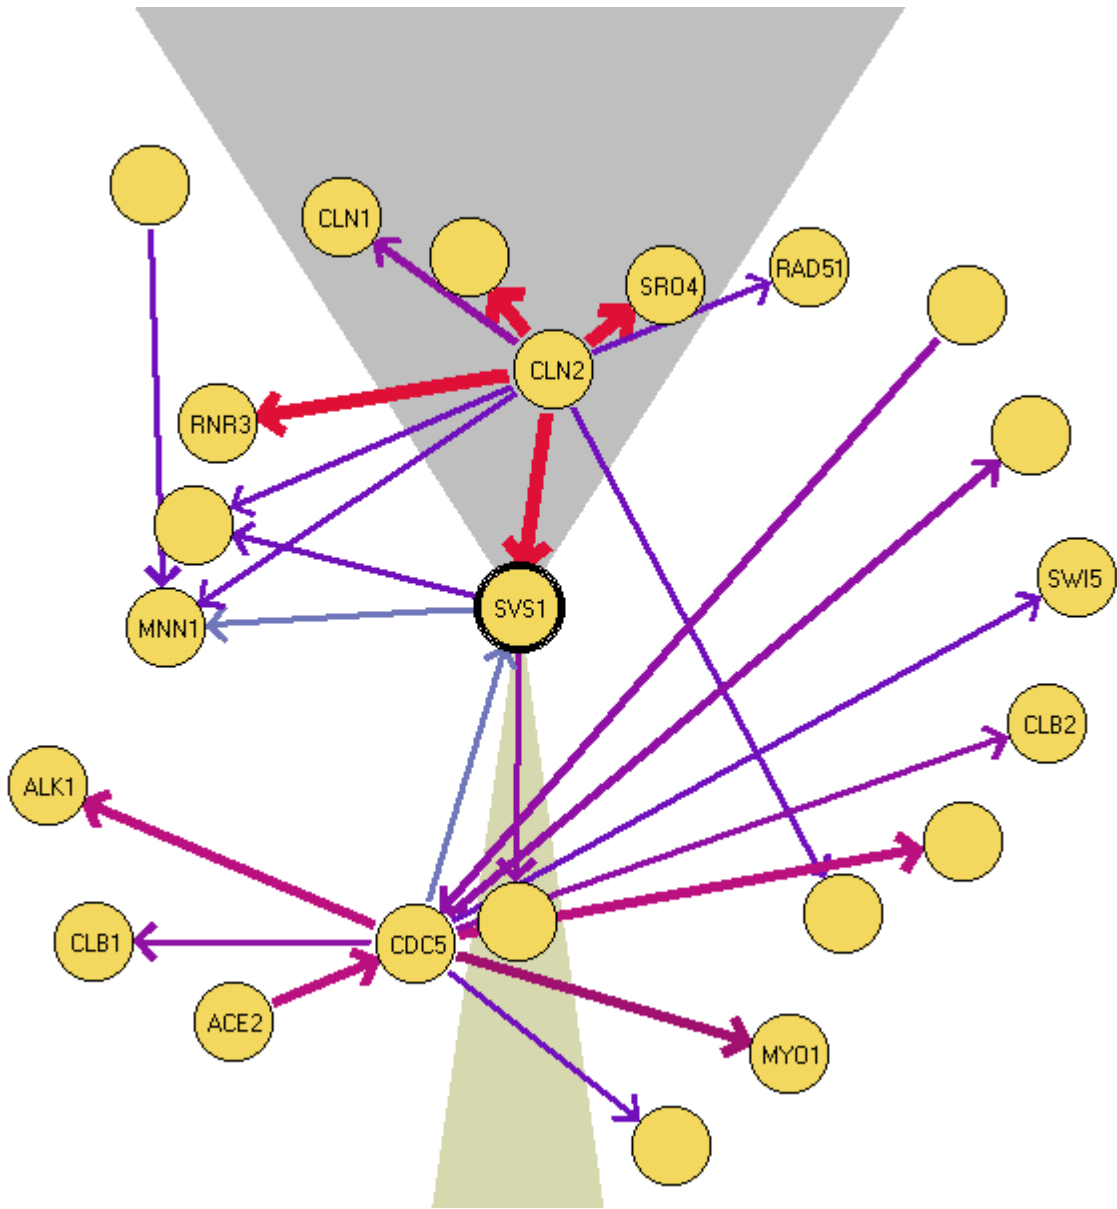 CLN1
RAD51
SRO4
CLN2
RNR3
SWI5
SVS1
MNN1
CLB2
ALK1
CLB1
CDC5
ACE2
MYO1